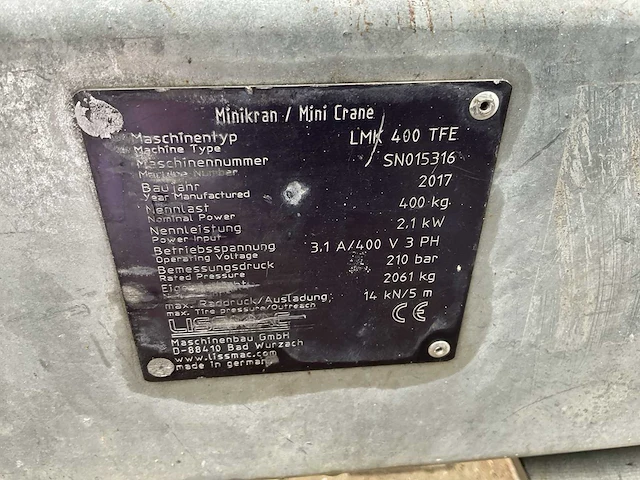 Minikran / Mini Crane
Maschinentyp LMK 400 TFE
Machine Type
Maschinennummer SN015316
Machine Number
Baujahr 2017
Year Manufactured
Nennlast 400 kg
Nominal Power
Nennleistung 2.1 kW
Power Input
Betriebsspannung 3.1 A/400 V 3 PH
Operating Voltage
Bemessungsdruck 210 bar
Rated Pressure
2061 kg
max. Raddruck/Ausladung 14 kN/5 m
max. Tire pressure/Outreach
LISSMAC CE
Maschinenbau GmbH
D-88410 Bad Wurzach
www.lissmac.com
made in germany